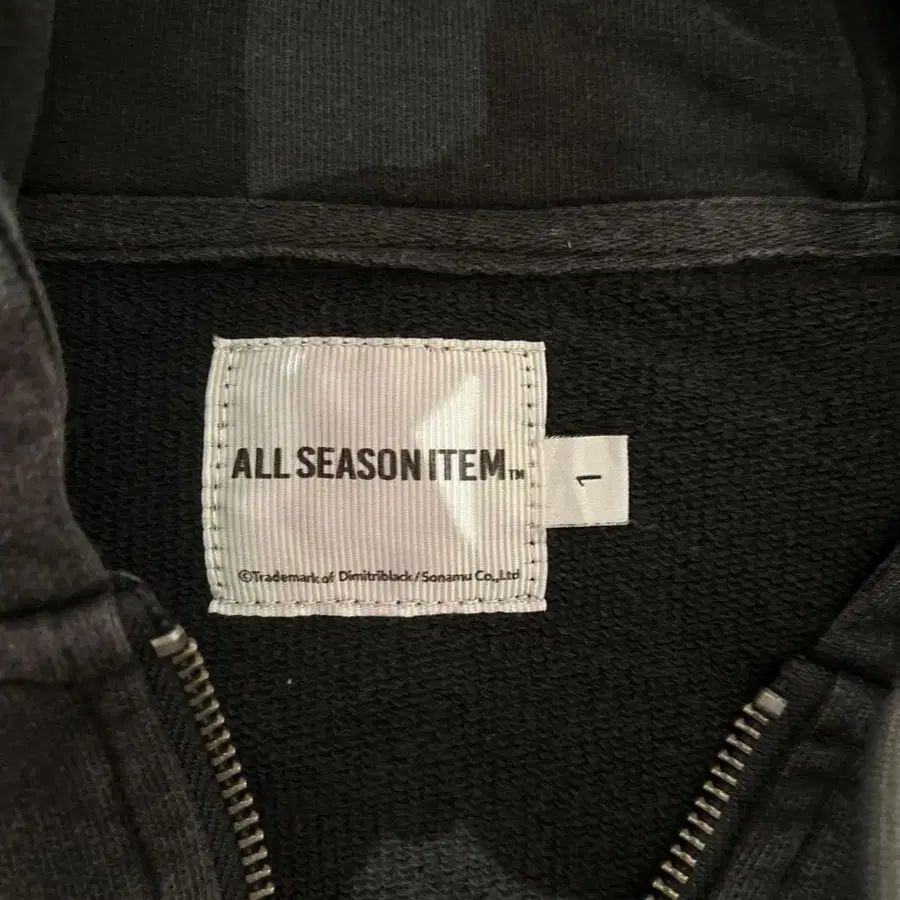 ALL SEASON ITEM™
1
©Trademark of Dimitriblack/Sonamu Co.,Ltd